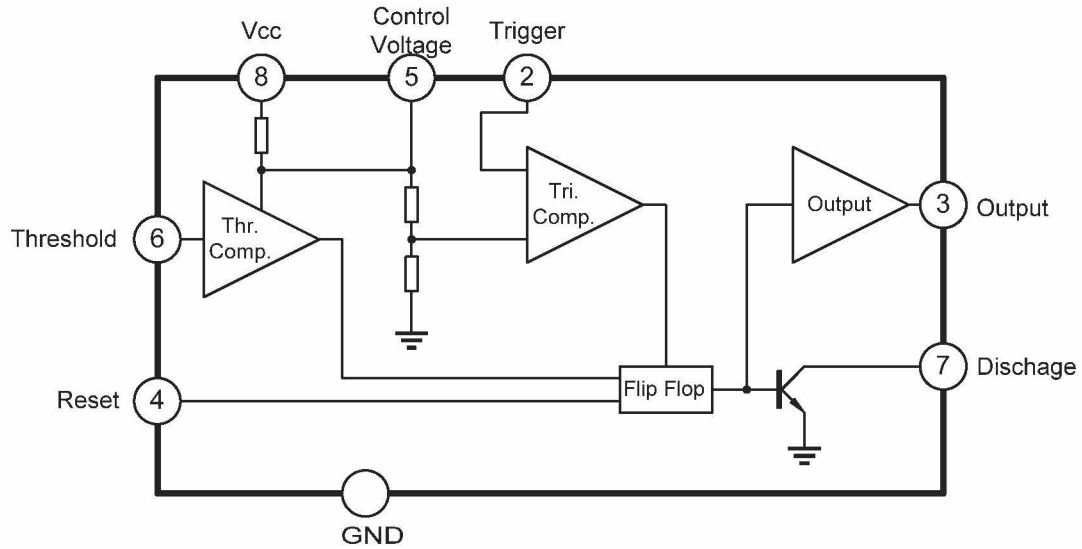 Vcc
Control
Voltage
Trigger
8
5
2
Thr.
Comp.
Tri.
Comp.
Output
3
Output
Threshold
6
7
Dischage
Reset
4
Flip Flop
GND